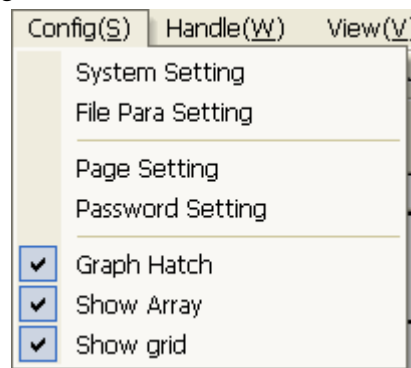 Config(S) Handle(W) View(V)
System Setting
File Para Setting
Page Setting
Password Setting
Graph Hatch
Show Array
Show grid